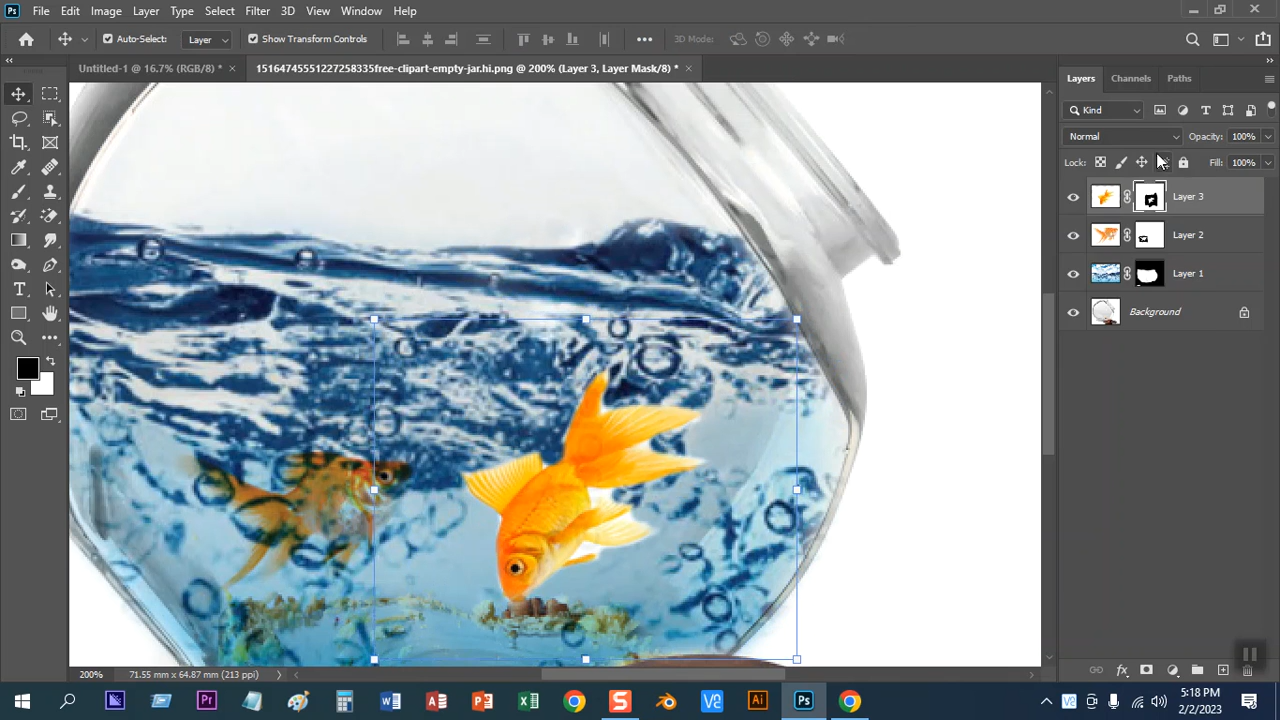 Ps File Edit Image Layer Type Select Filter 3D View Window Help
Auto-Select: Layer Show Transform Controls 3D Mode:
Untitled-1 @ 16.7% (RGB/8) * 15164745551227258335free-clipart-empty-jar.hi.png @ 200% (Layer 3, Layer Mask/8) *
Layers Channels Paths
Kind
Normal Opacity: 100%
Lock: Fill: 100%
Layer 3
Layer 2
Layer 1
Background
200% 71.55 mm x 64.87 mm (213 ppi)
5:18 PM
2/2/2023